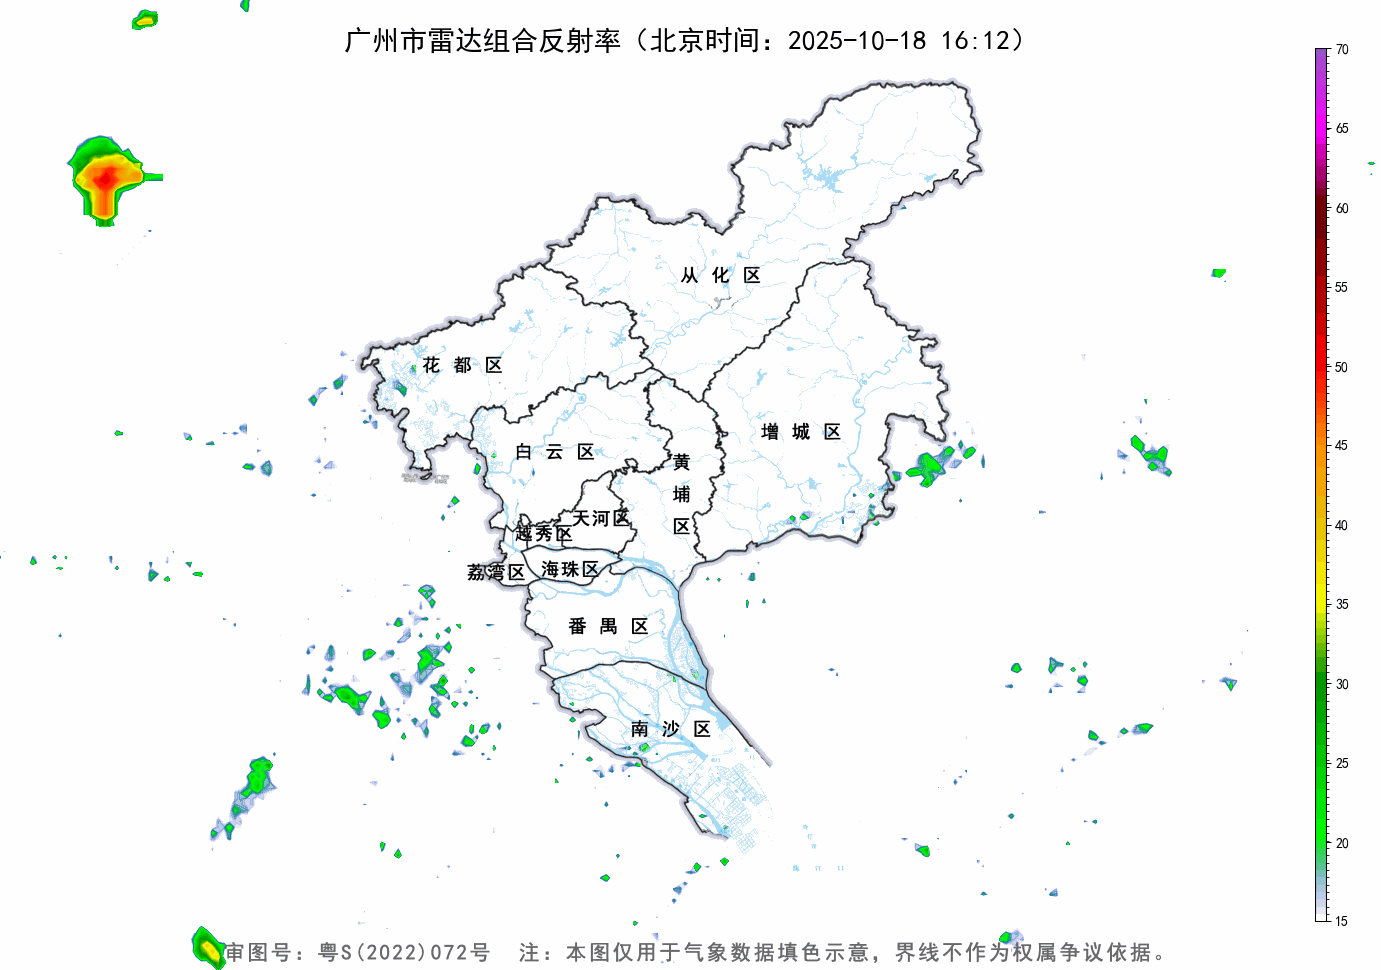 广州市雷达组合反射率（北京时间：2025-10-18 16:12）
70
65
60
55
50
45
40
35
30
25
20
15
从化区
花都区
增城区
白云区
黄埔区
天河区
越秀区
荔湾区
海珠区
番禺区
南沙区
审图号：粤S(2022)072号 注：本图仅用于气象数据填色示意，界线不作为权属争议依据。